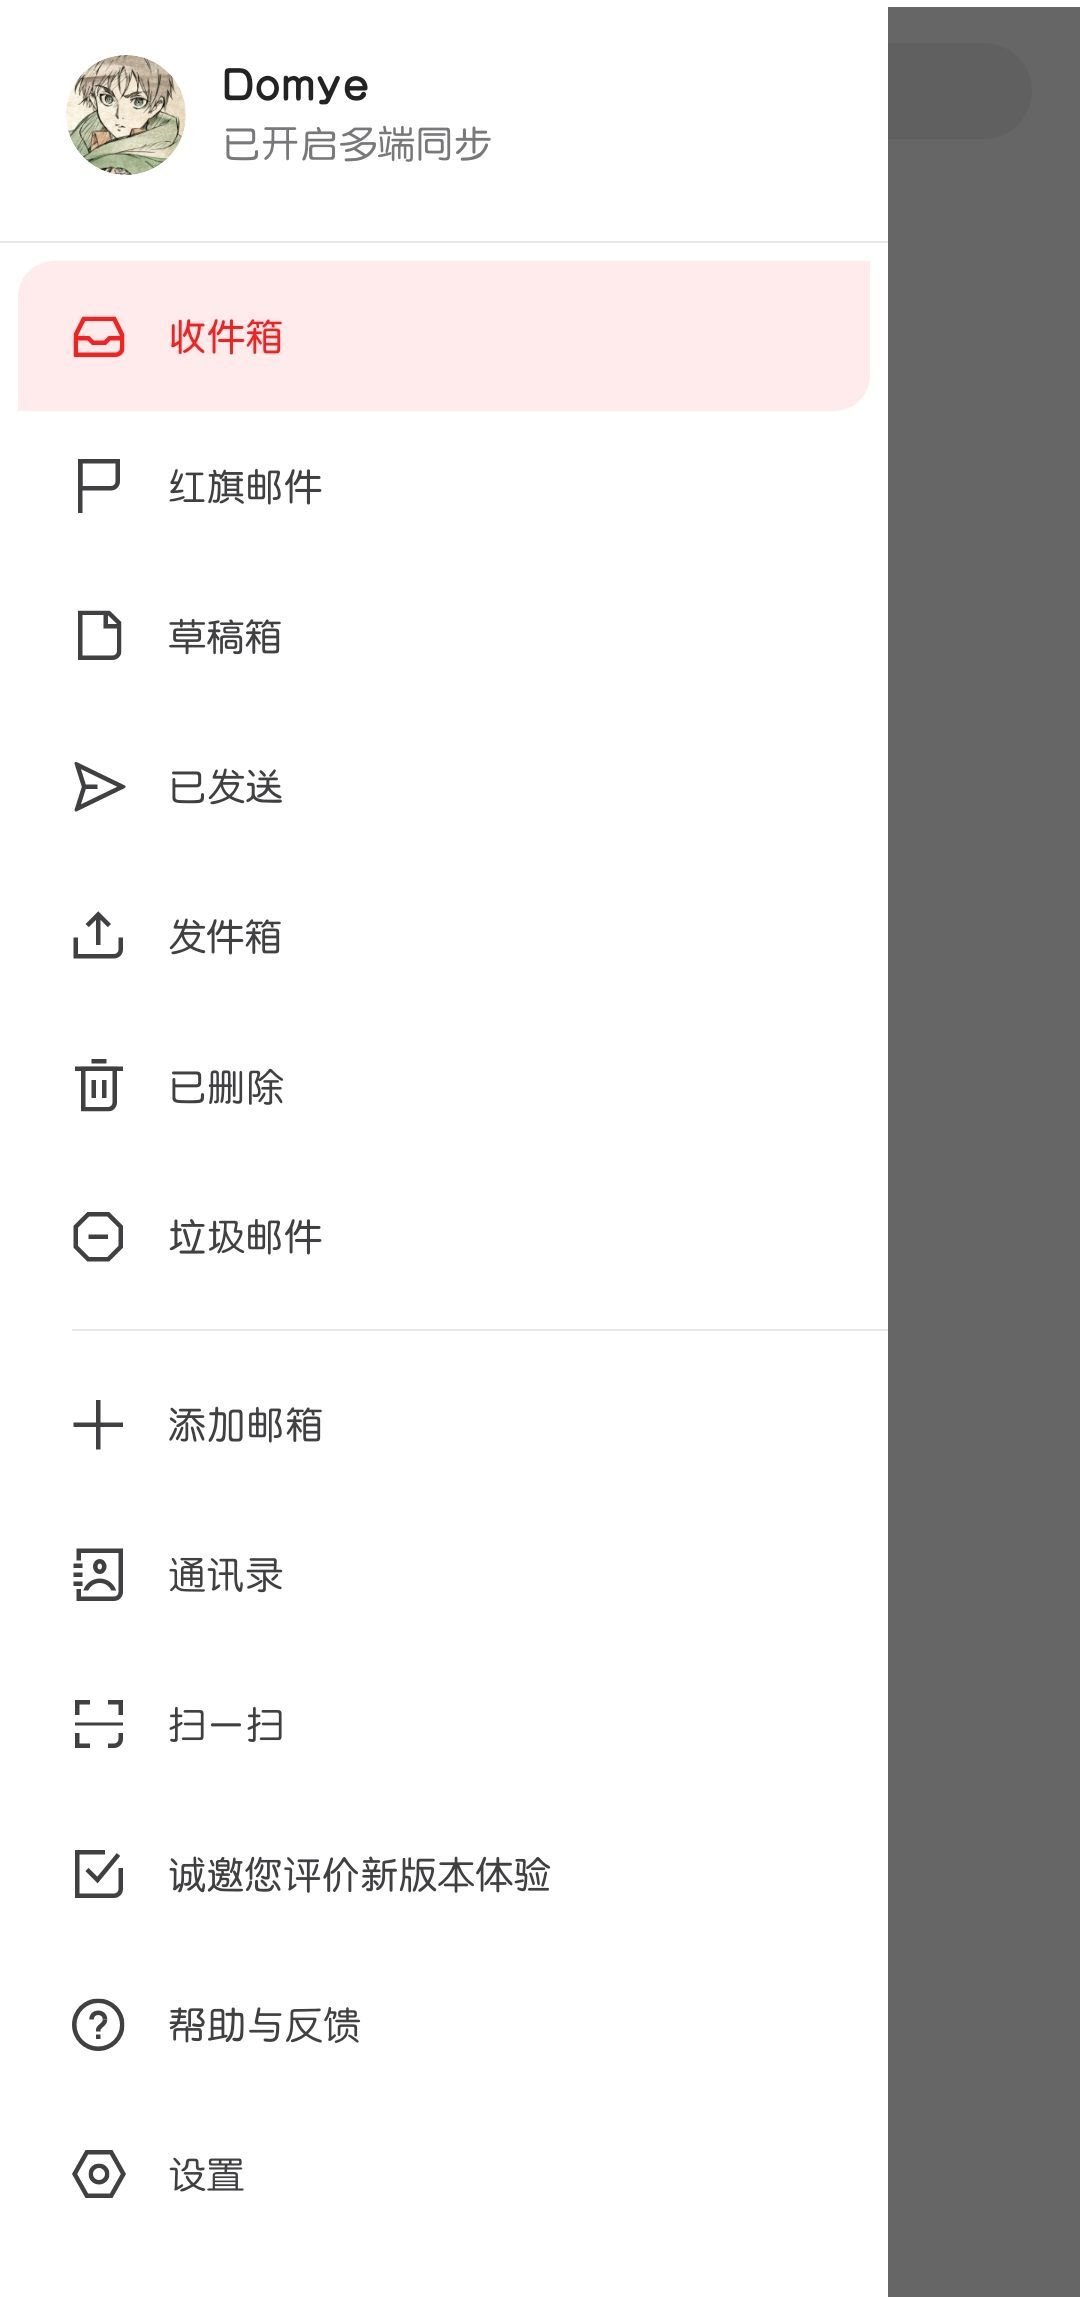 Domye
已开启多端同步
收件箱
红旗邮件
草稿箱
已发送
发件箱
已删除
垃圾邮件
添加邮箱
通讯录
扫一扫
诚邀您评价新版本体验
帮助与反馈
设置